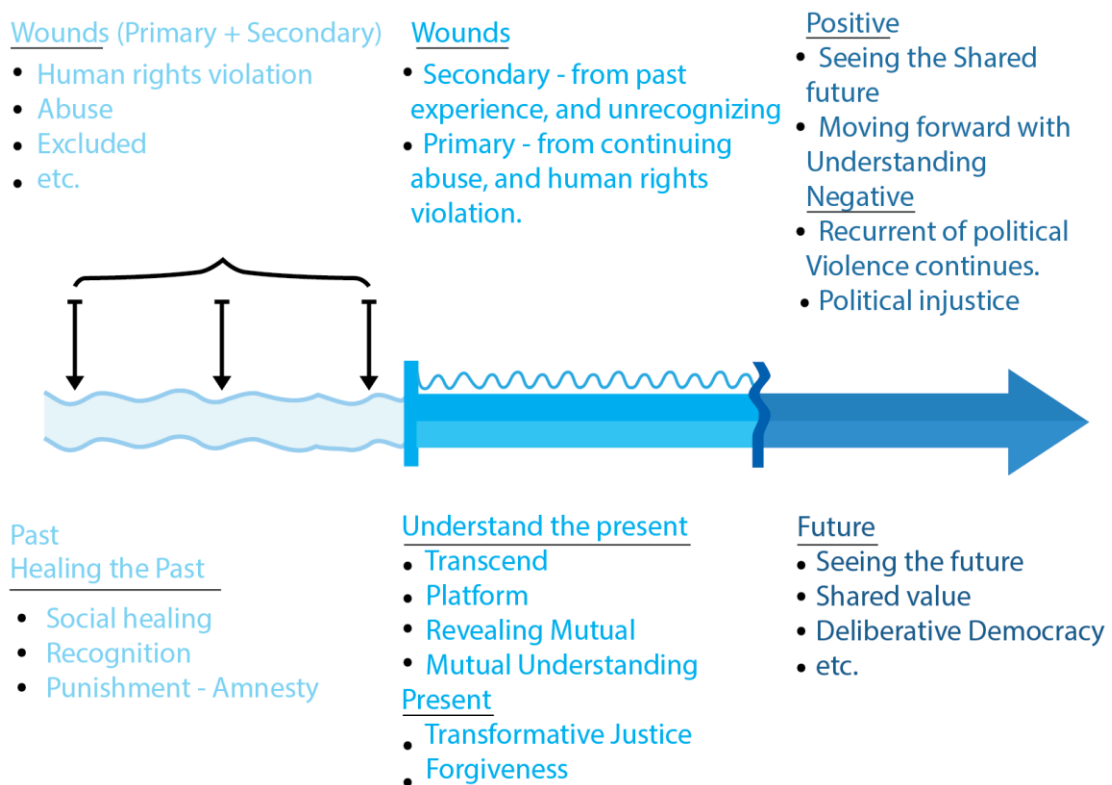 Wounds (Primary + Secondary)
• Human rights violation
• Abuse
• Excluded
• etc.
Wounds
• Secondary - from past
experience, and unrecognizing
• Primary - from continuing
abuse, and human rights
violation.
Positive
• Seeing the Shared
future
• Moving forward with
Understanding
Negative
• Recurrent of political
Violence continues.
• Political injustice
Past
Healing the Past
• Social healing
• Recognition
• Punishment - Amnesty
Understand the present
• Transcend
• Platform
• Revealing Mutual
• Mutual Understanding
Present
• Transformative Justice
• Forgiveness
Future
• Seeing the future
• Shared value
• Deliberative Democracy
• etc.